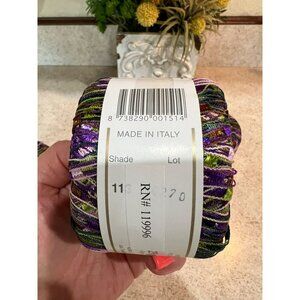 8 738290 001514
MADE IN ITALY
Shade Lot
RN# 119996